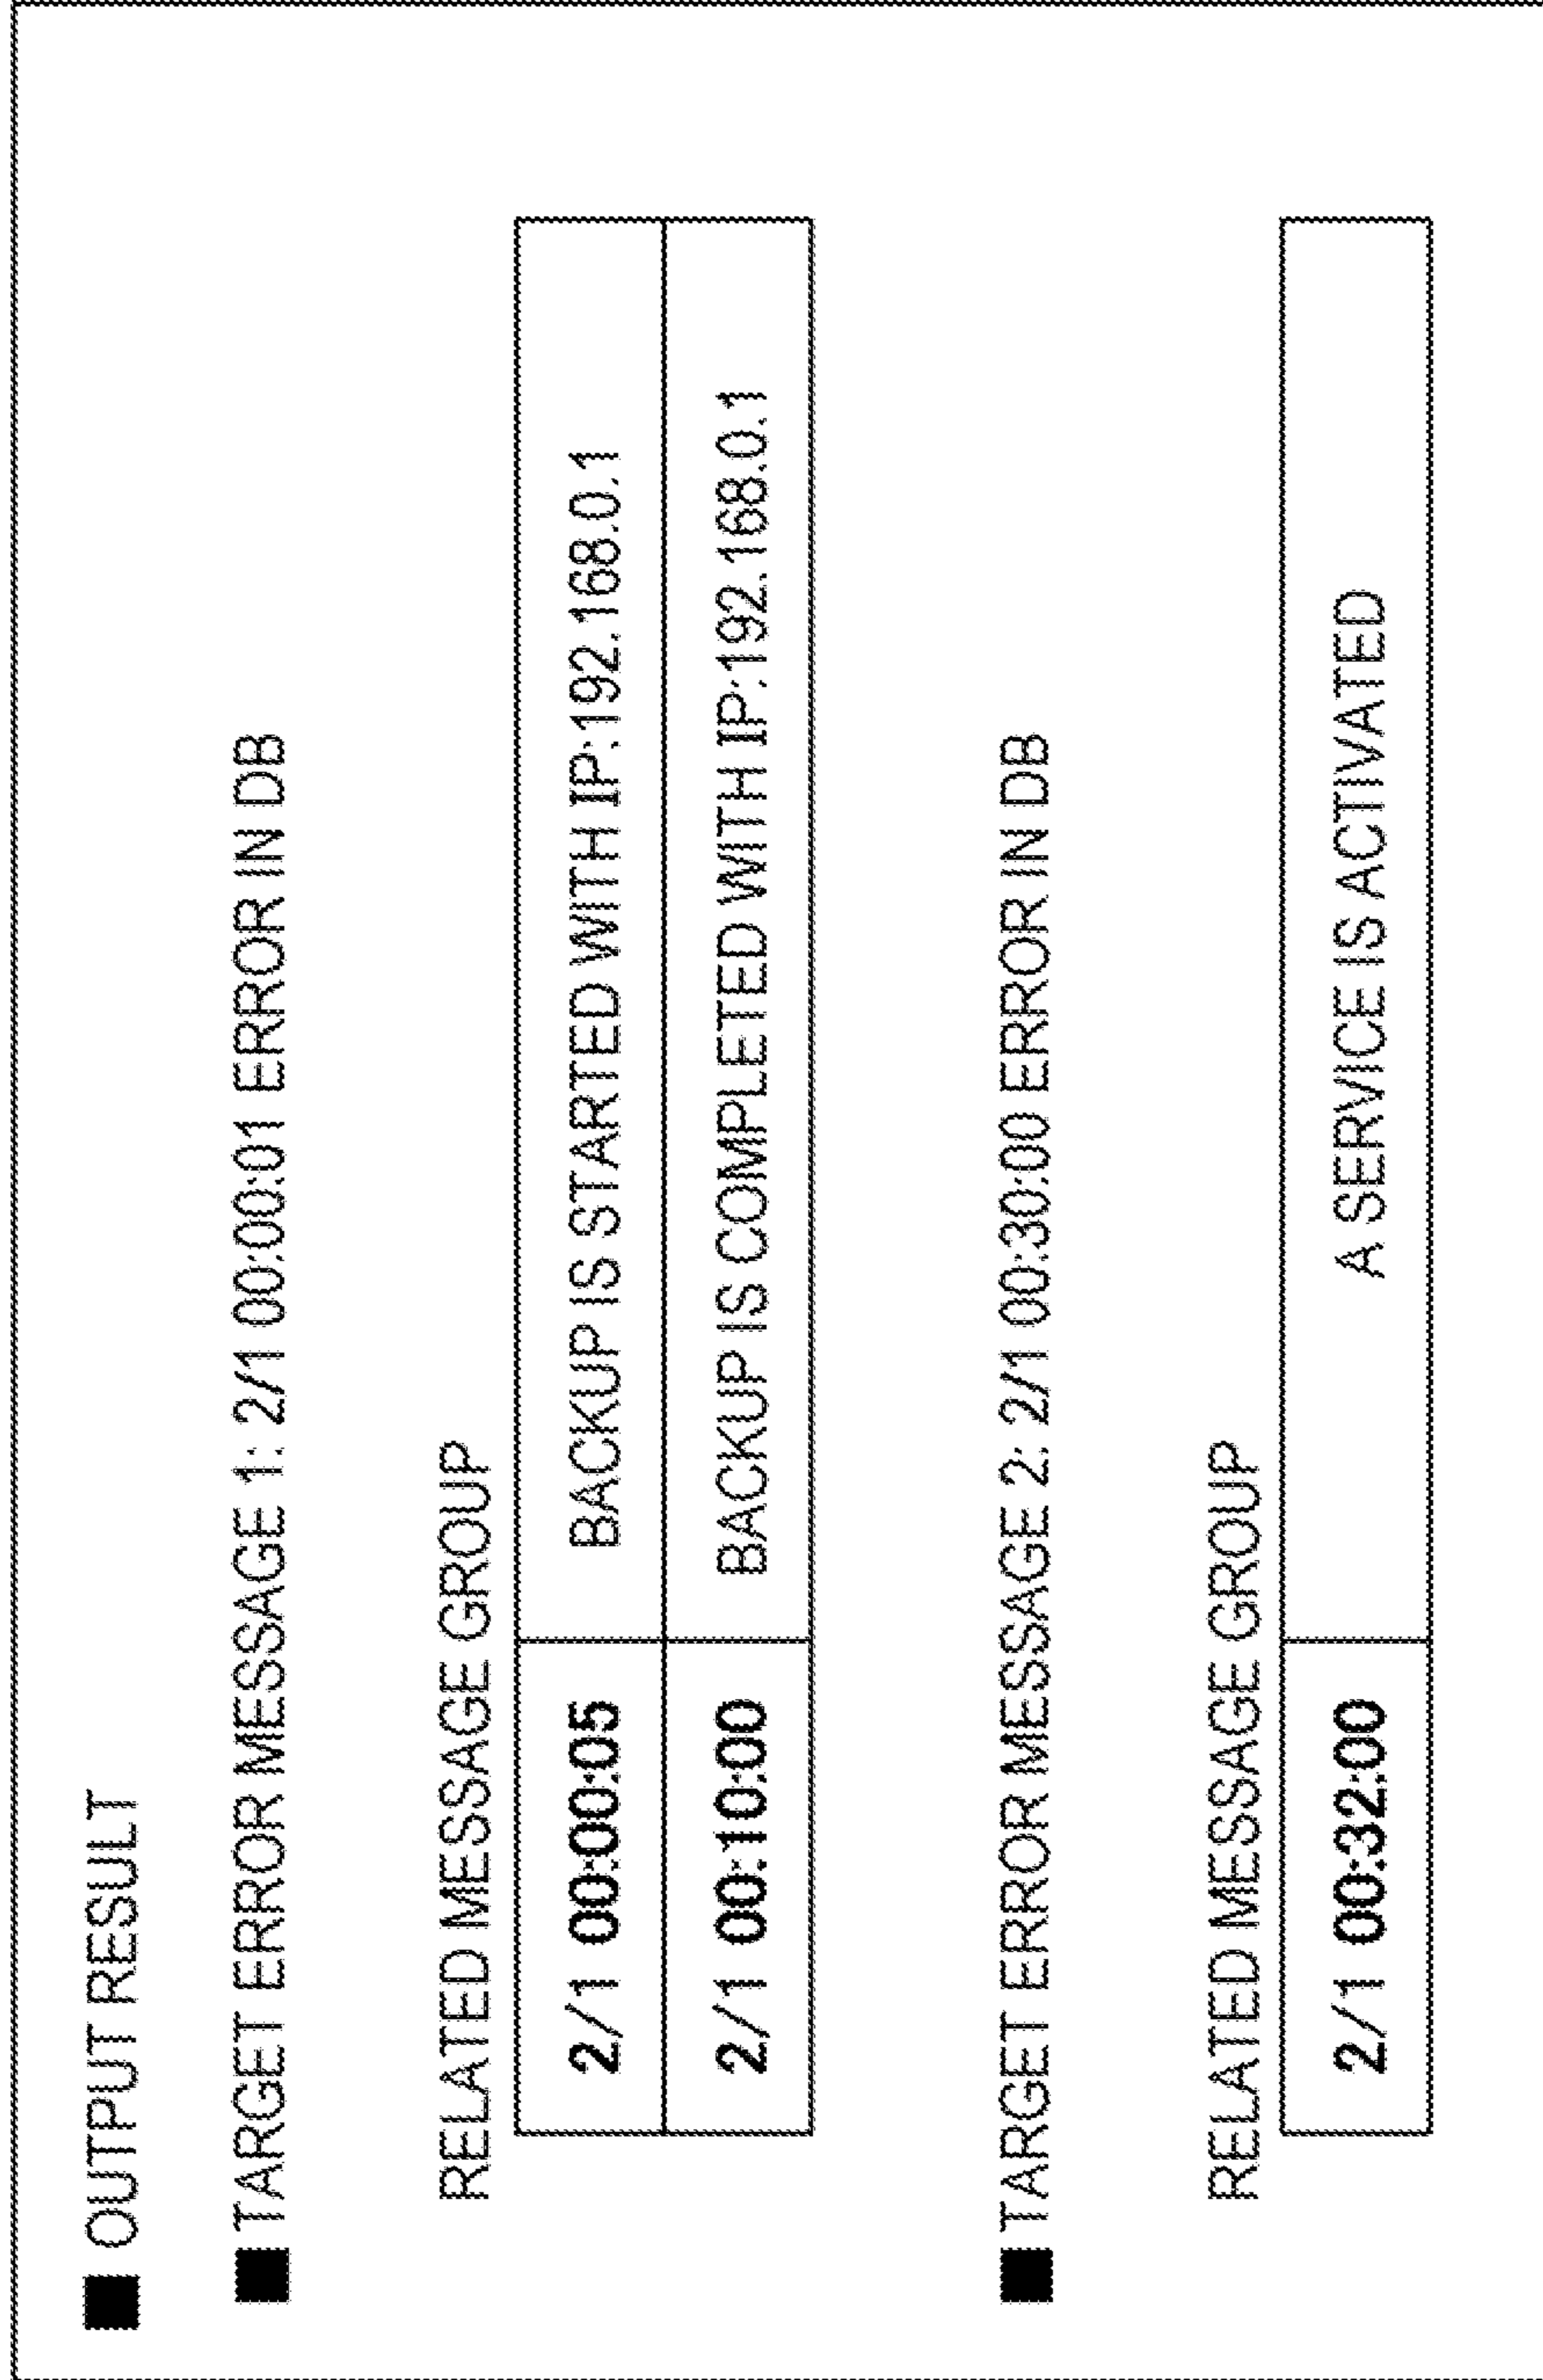 ■ OUTPUT RESULT
■ TARGET ERROR MESSAGE 1: 2/1 00:00:01 ERROR IN DB
RELATED MESSAGE GROUP
2/1 00:00:05 BACKUP IS STARTED WITH IP:192.168.0.1
2/1 00:10:00 BACKUP IS COMPLETED WITH IP:192.168.0.1
■ TARGET ERROR MESSAGE 2: 2/1 00:30:00 ERROR IN DB
RELATED MESSAGE GROUP
2/1 00:32:00 A SERVICE IS ACTIVATED